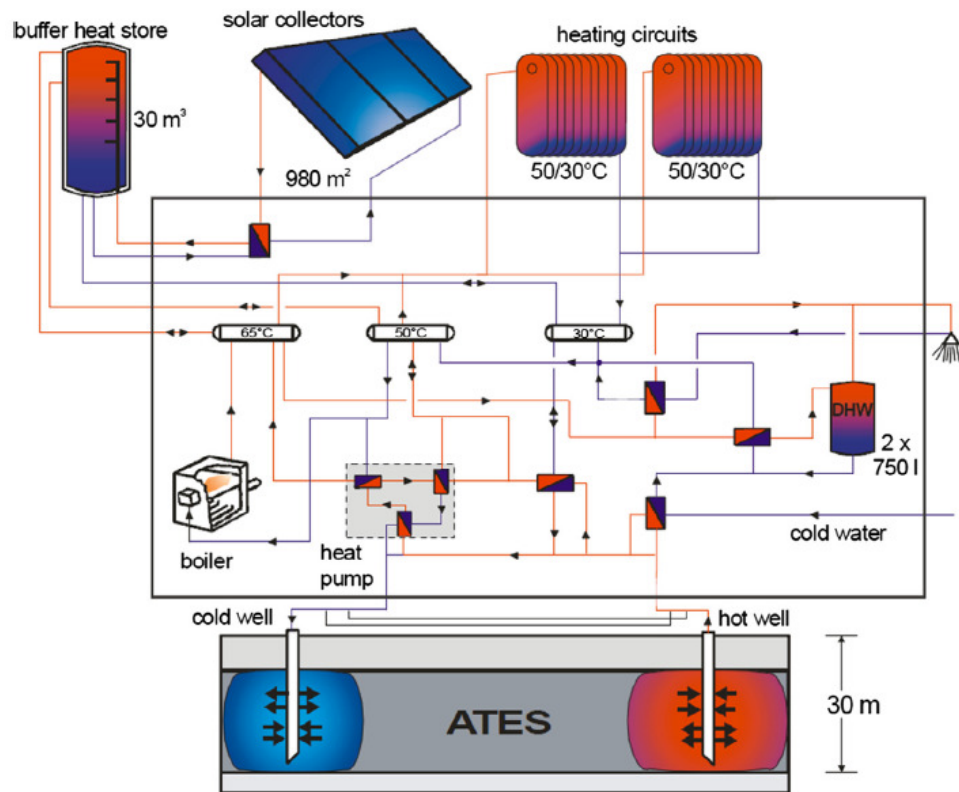 solar collectors
buffer heat store
heating circuits
30 m³
980 m²
50/30°C
50/30°C
65°C
50°C
30°C
DHW
2 x
750 l
boiler
heat
pump
cold water
cold well
hot well
ATES
30 m